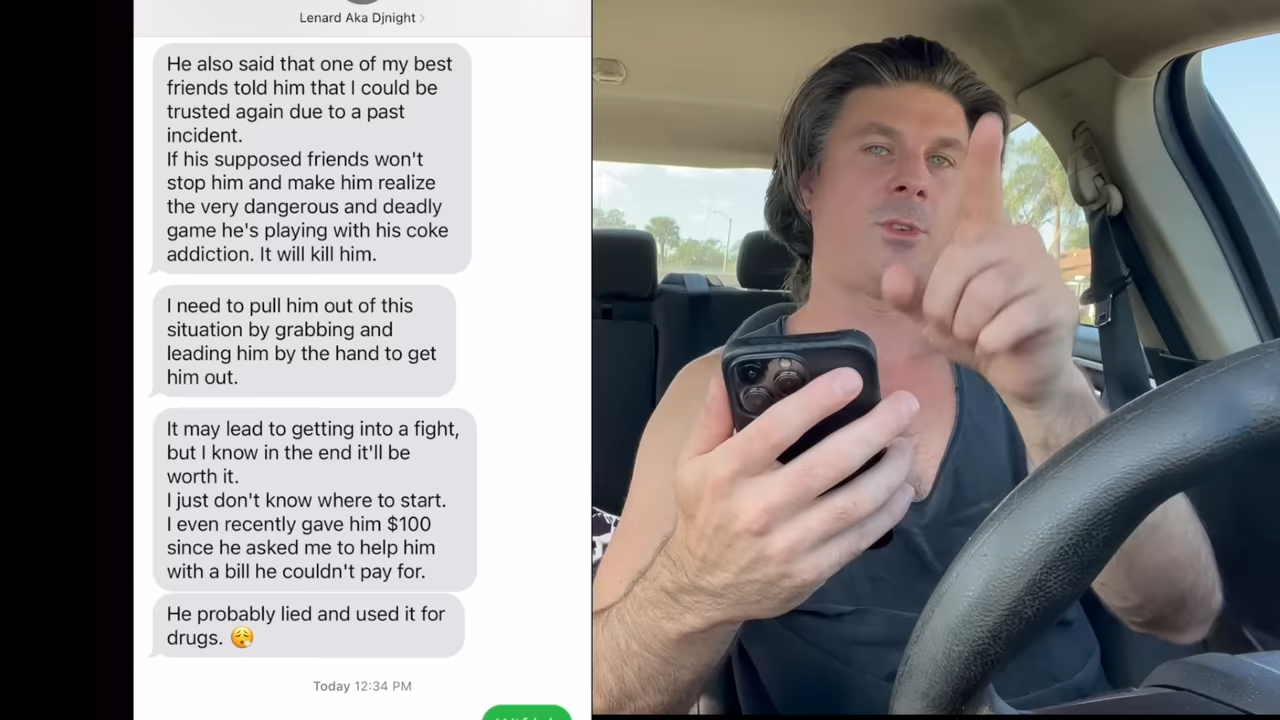 Lenard Aka Djnight
He also said that one of my best
friends told him that I could be
trusted again due to a past
incident.
If his supposed friends won't
stop him and make him realize
the very dangerous and deadly
game he's playing with his coke
addiction. It will kill him.
I need to pull him out of this
situation by grabbing and
leading him by the hand to get
him out.
It may lead to getting into a fight,
but I know in the end it'll be
worth it.
I just don't know where to start.
I even recently gave him $100
since he asked me to help him
with a bill he couldn't pay for.
He probably lied and used it for
drugs. 😮‍💨
Today 12:34 PM